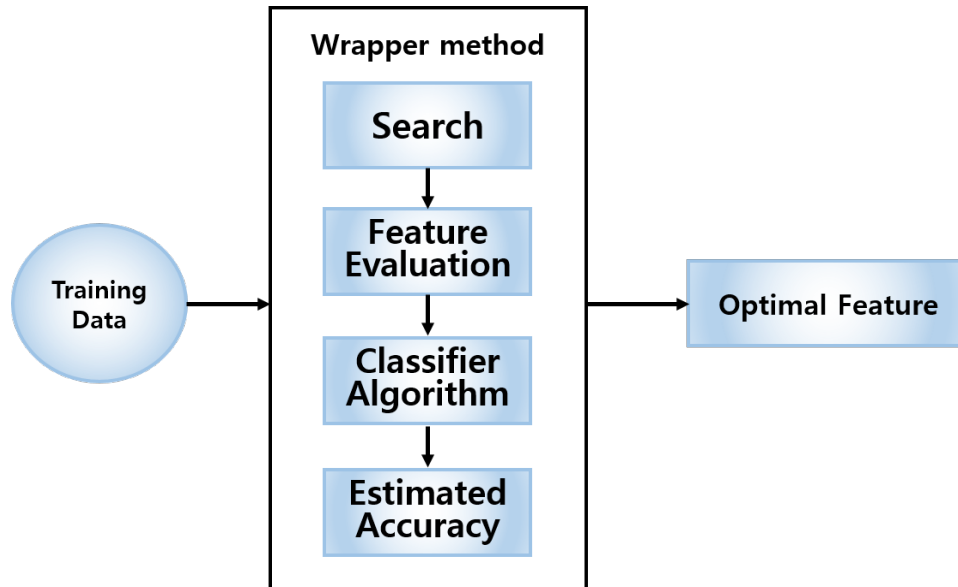 Wrapper method
Search
Feature
Evaluation
Classifier
Algorithm
Estimated
Accuracy
Training
Data
Optimal Feature